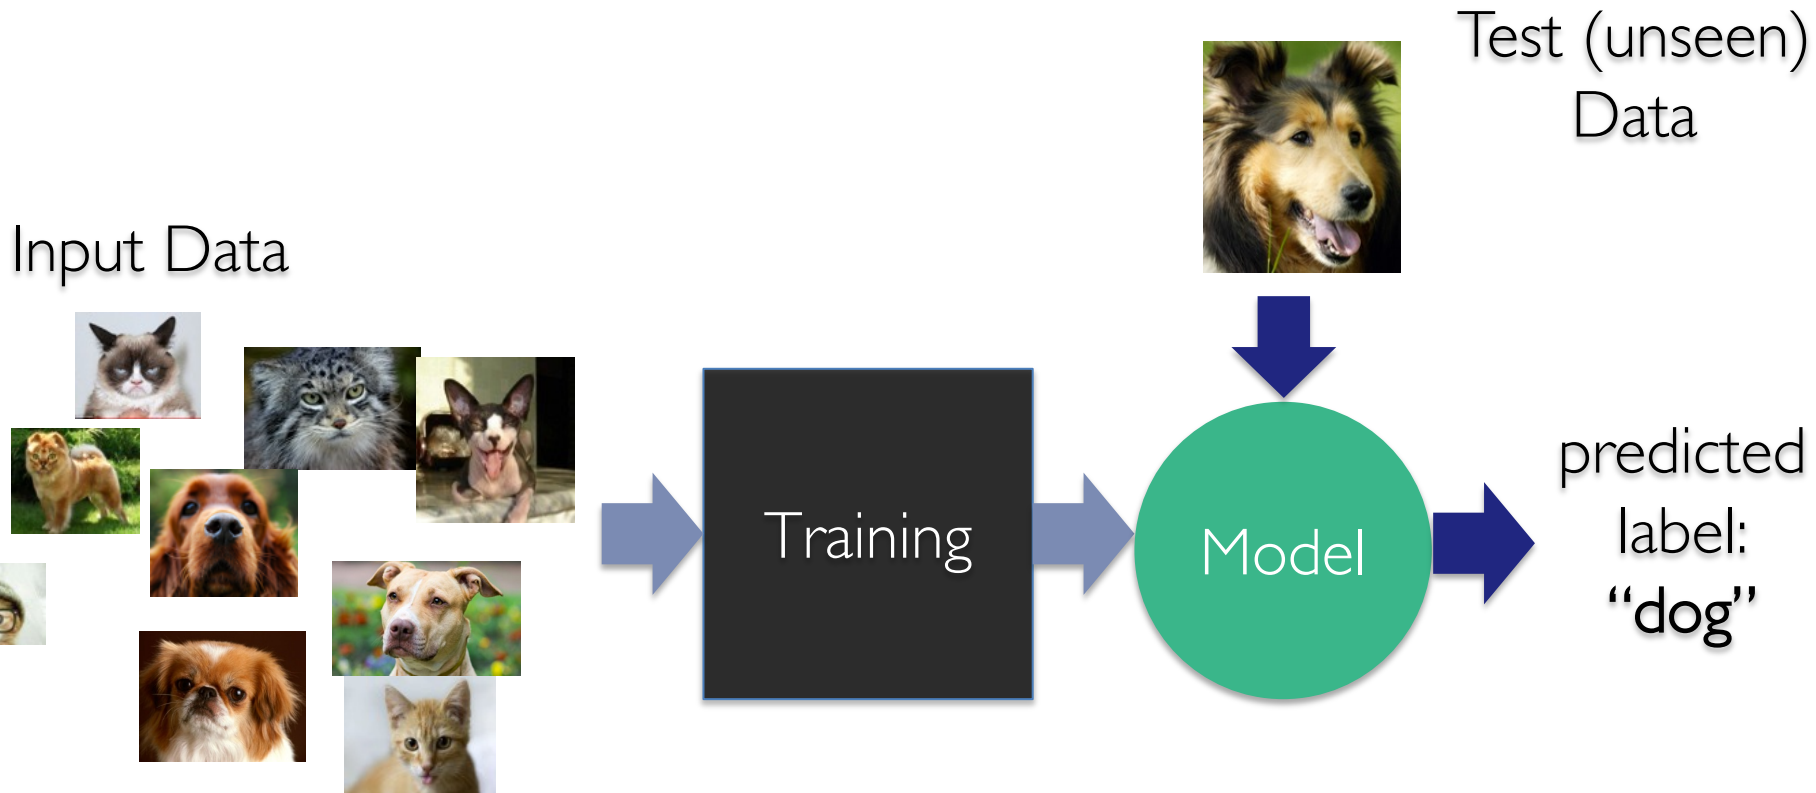 Test (unseen)
Data
Input Data
Training
Model
predicted
label:
“dog”